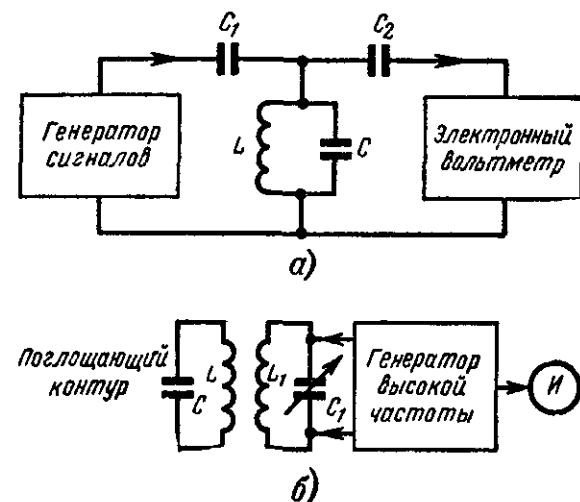 C₁
C₂
Генератор
сигналов
L
C
Электронный
вольтметр
а)
Поглощающий
контур
C
L
L₁
C₁
Генератор
высокой
частоты
И
б)